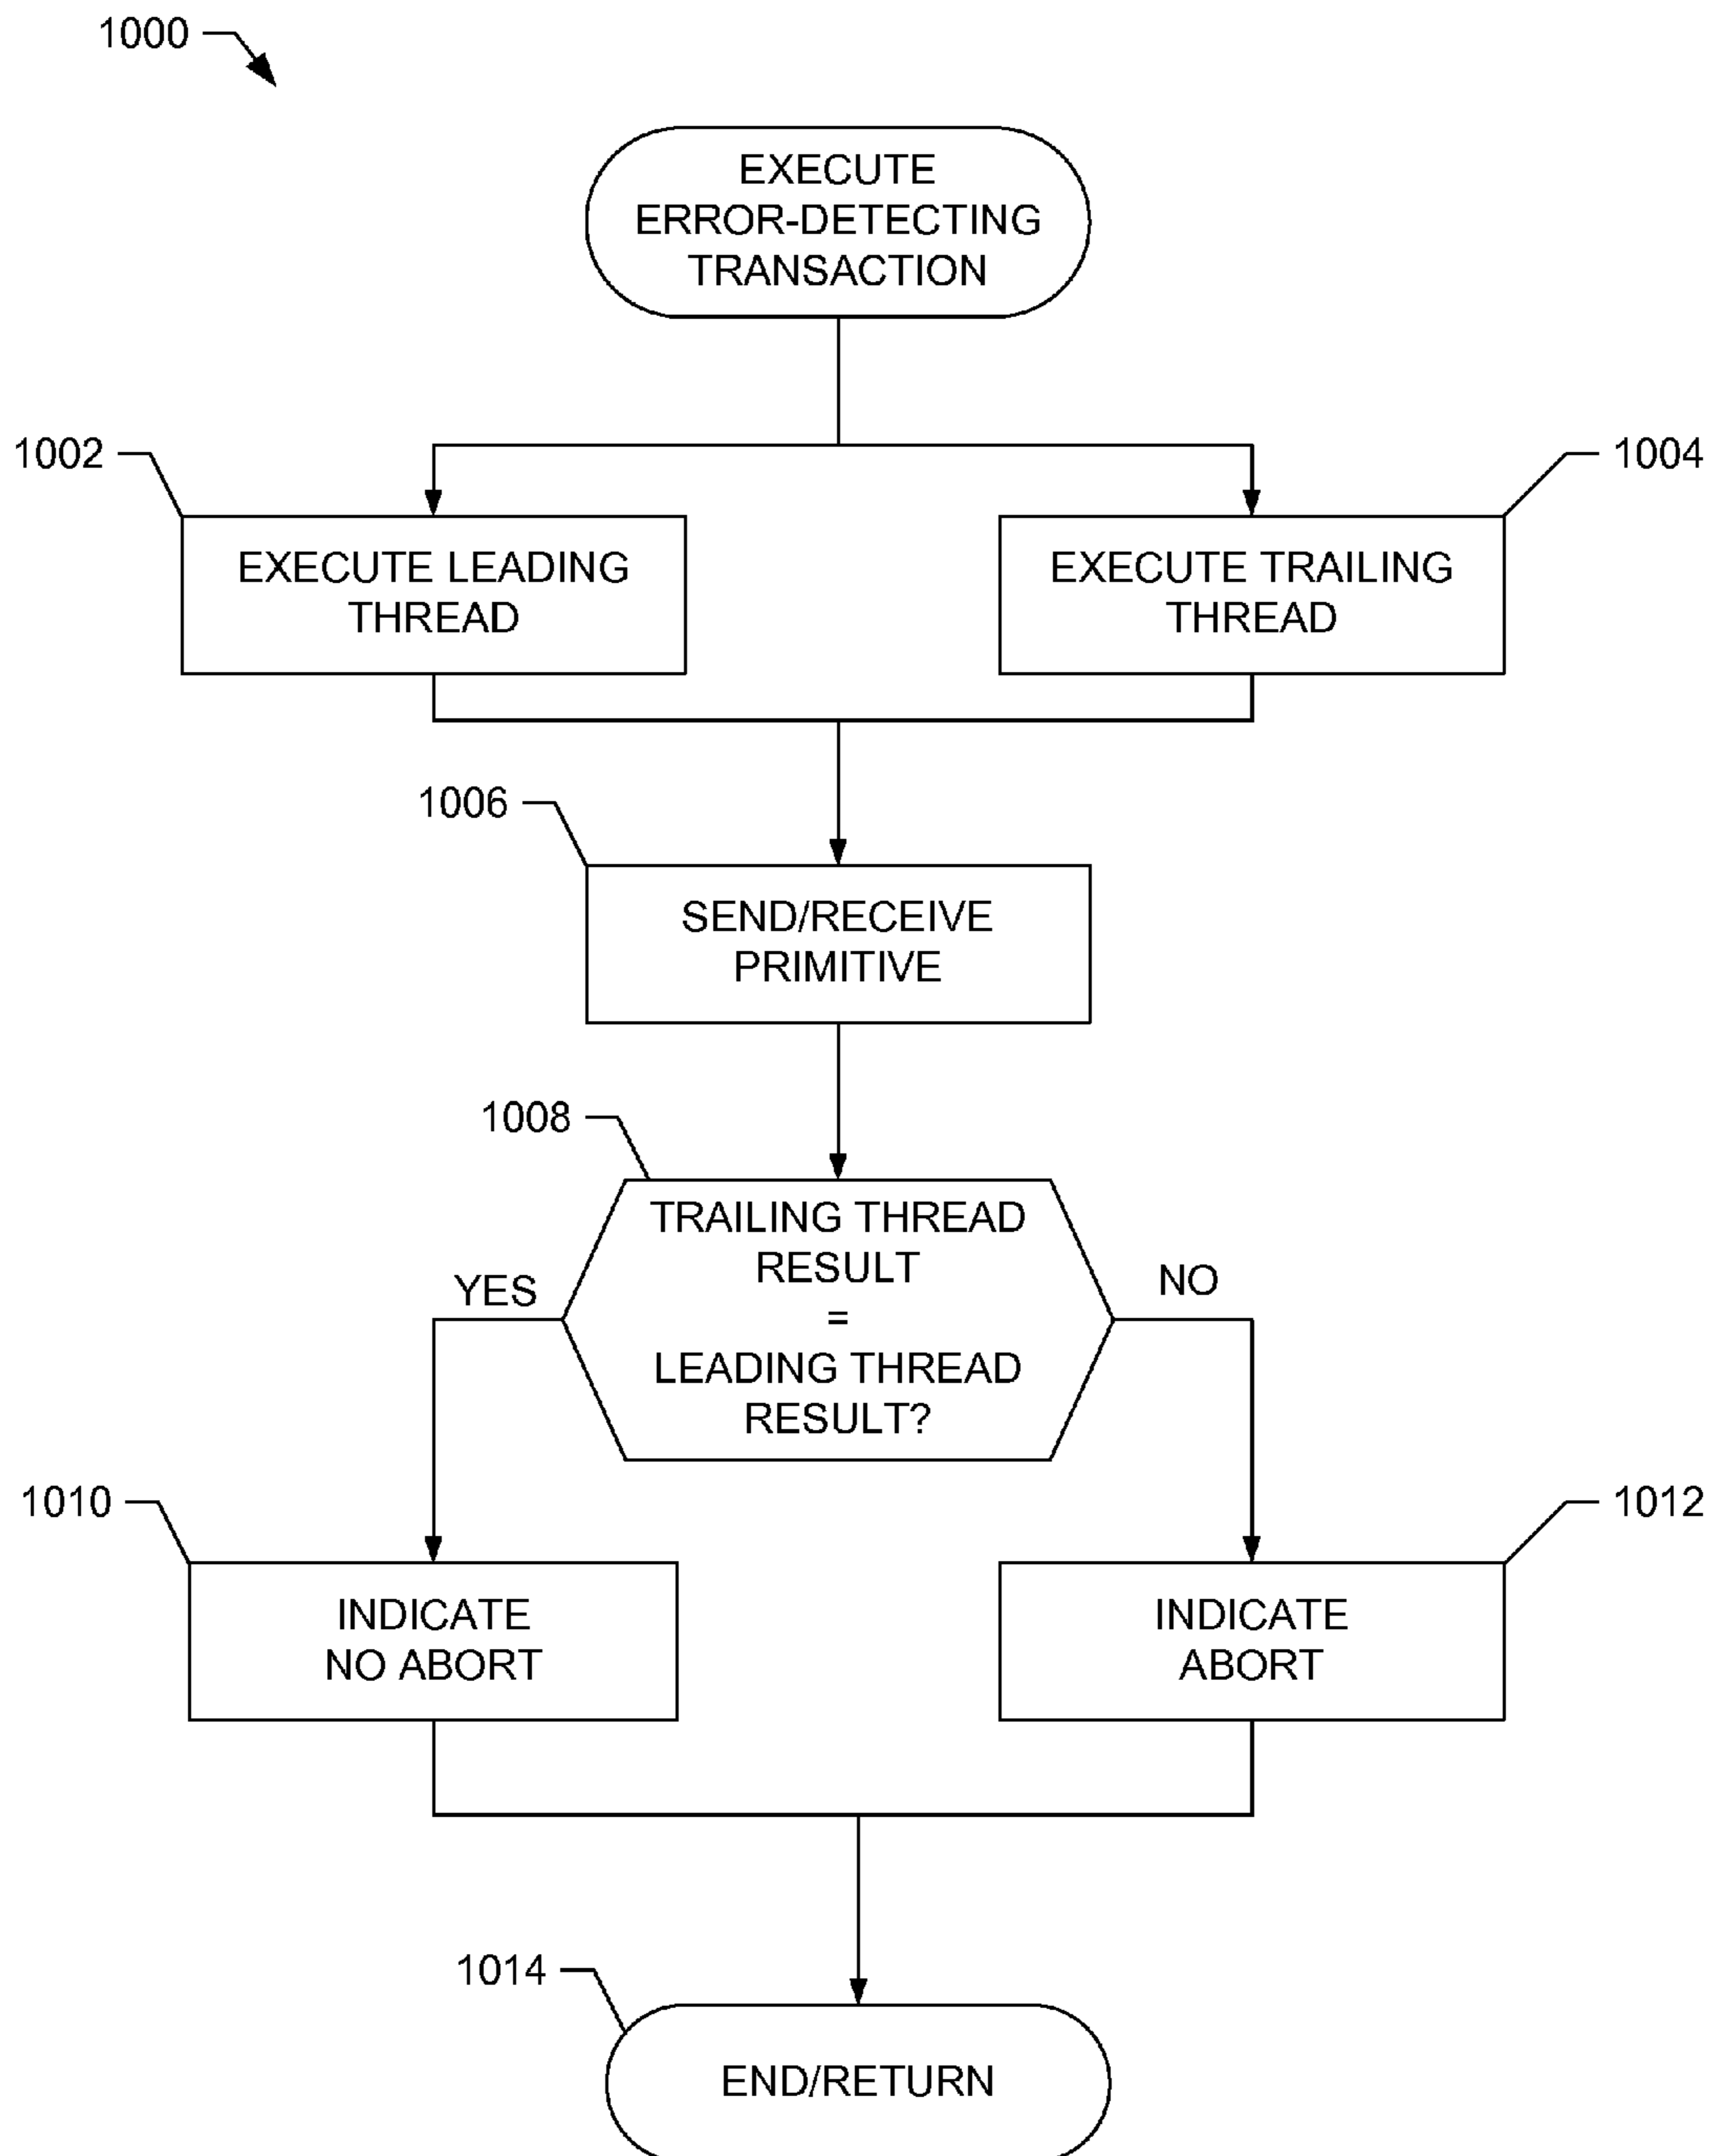 1000
EXECUTE
ERROR-DETECTING
TRANSACTION
1002
1004
EXECUTE LEADING
THREAD
EXECUTE TRAILING
THREAD
1006
SEND/RECEIVE
PRIMITIVE
1008
TRAILING THREAD
RESULT
=
LEADING THREAD
RESULT?
YES
NO
1010
1012
INDICATE
NO ABORT
INDICATE
ABORT
1014
END/RETURN